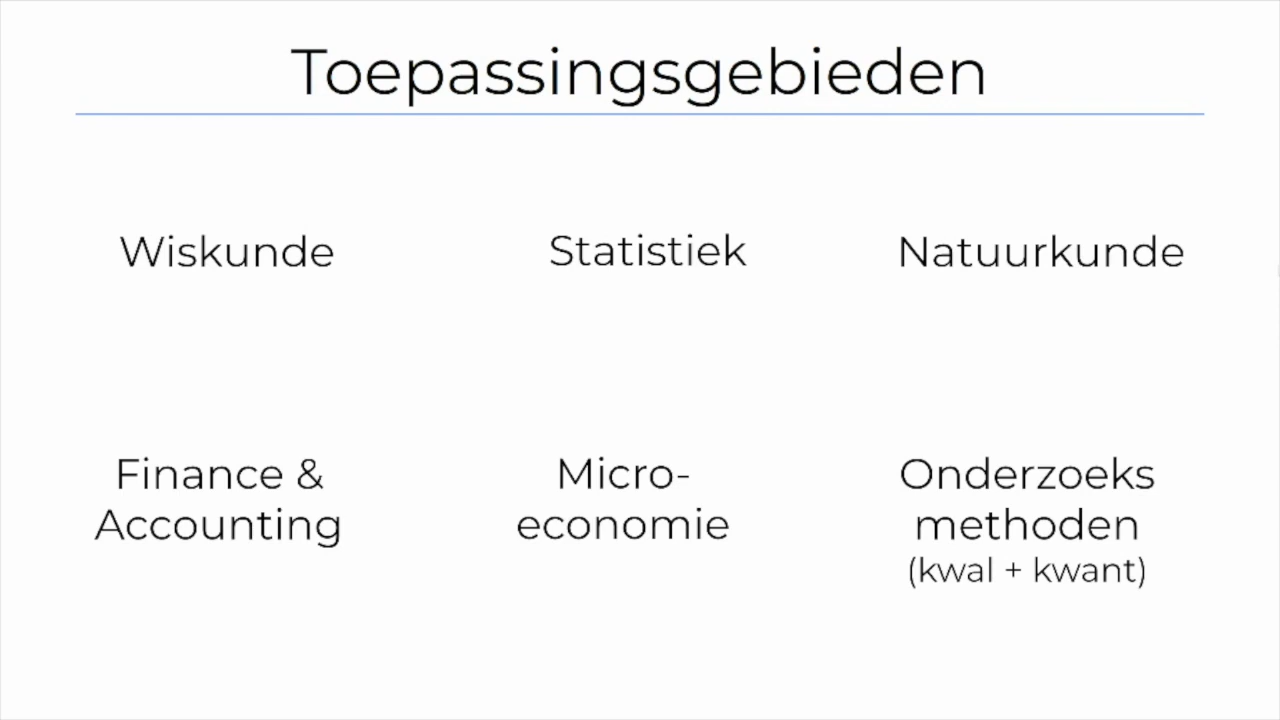 Toepassingsgebieden
Wiskunde
Statistiek
Natuurkunde
Finance &
Accounting
Micro-
economie
Onderzoeks
methoden
(kwal + kwant)